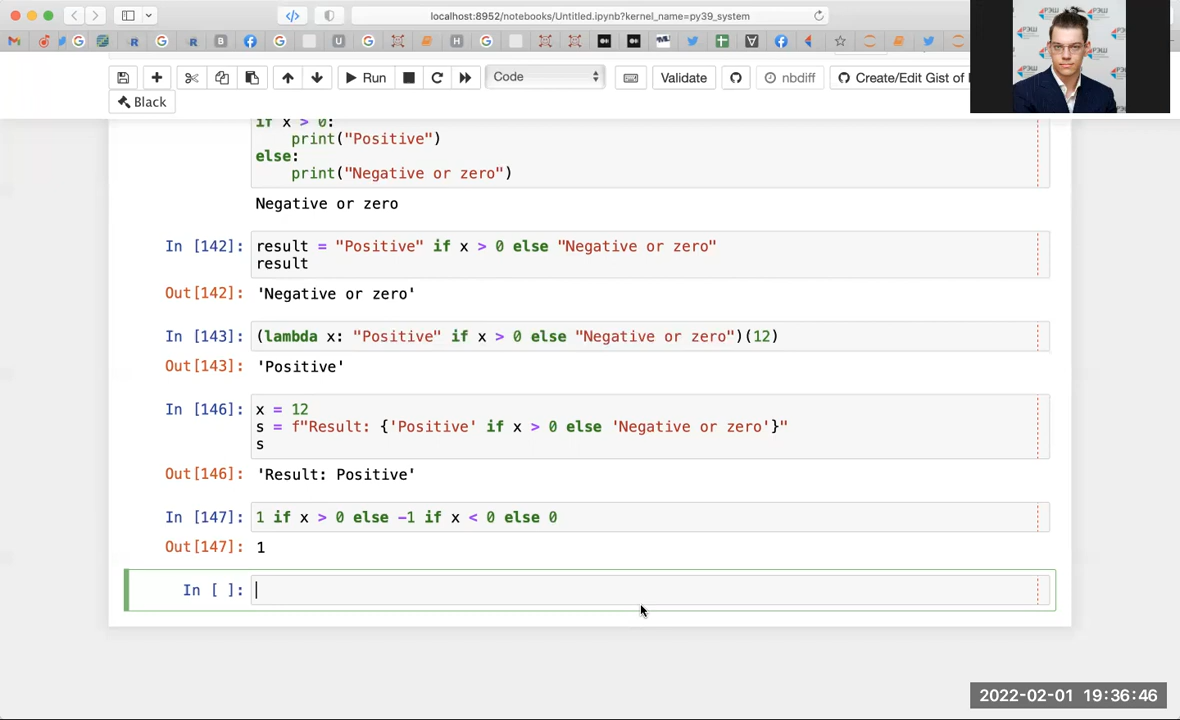 localhost:8952/notebooks/Untitled.ipynb?kernel_name=py39_system
Run
Code
Validate
nbdiff
Create/Edit Gist of
Black
РЭШ
if x > 0:
print("Positive")
else:
print("Negative or zero")
Negative or zero
In [142]: result = "Positive" if x > 0 else "Negative or zero"
result
Out[142]: 'Negative or zero'
In [143]: (lambda x: "Positive" if x > 0 else "Negative or zero")(12)
Out[143]: 'Positive'
In [146]: x = 12
s = f"Result: {'Positive' if x > 0 else 'Negative or zero'}"
s
Out[146]: 'Result: Positive'
In [147]: 1 if x > 0 else -1 if x < 0 else 0
Out[147]: 1
In [ ]:
2022-02-01 19:36:46